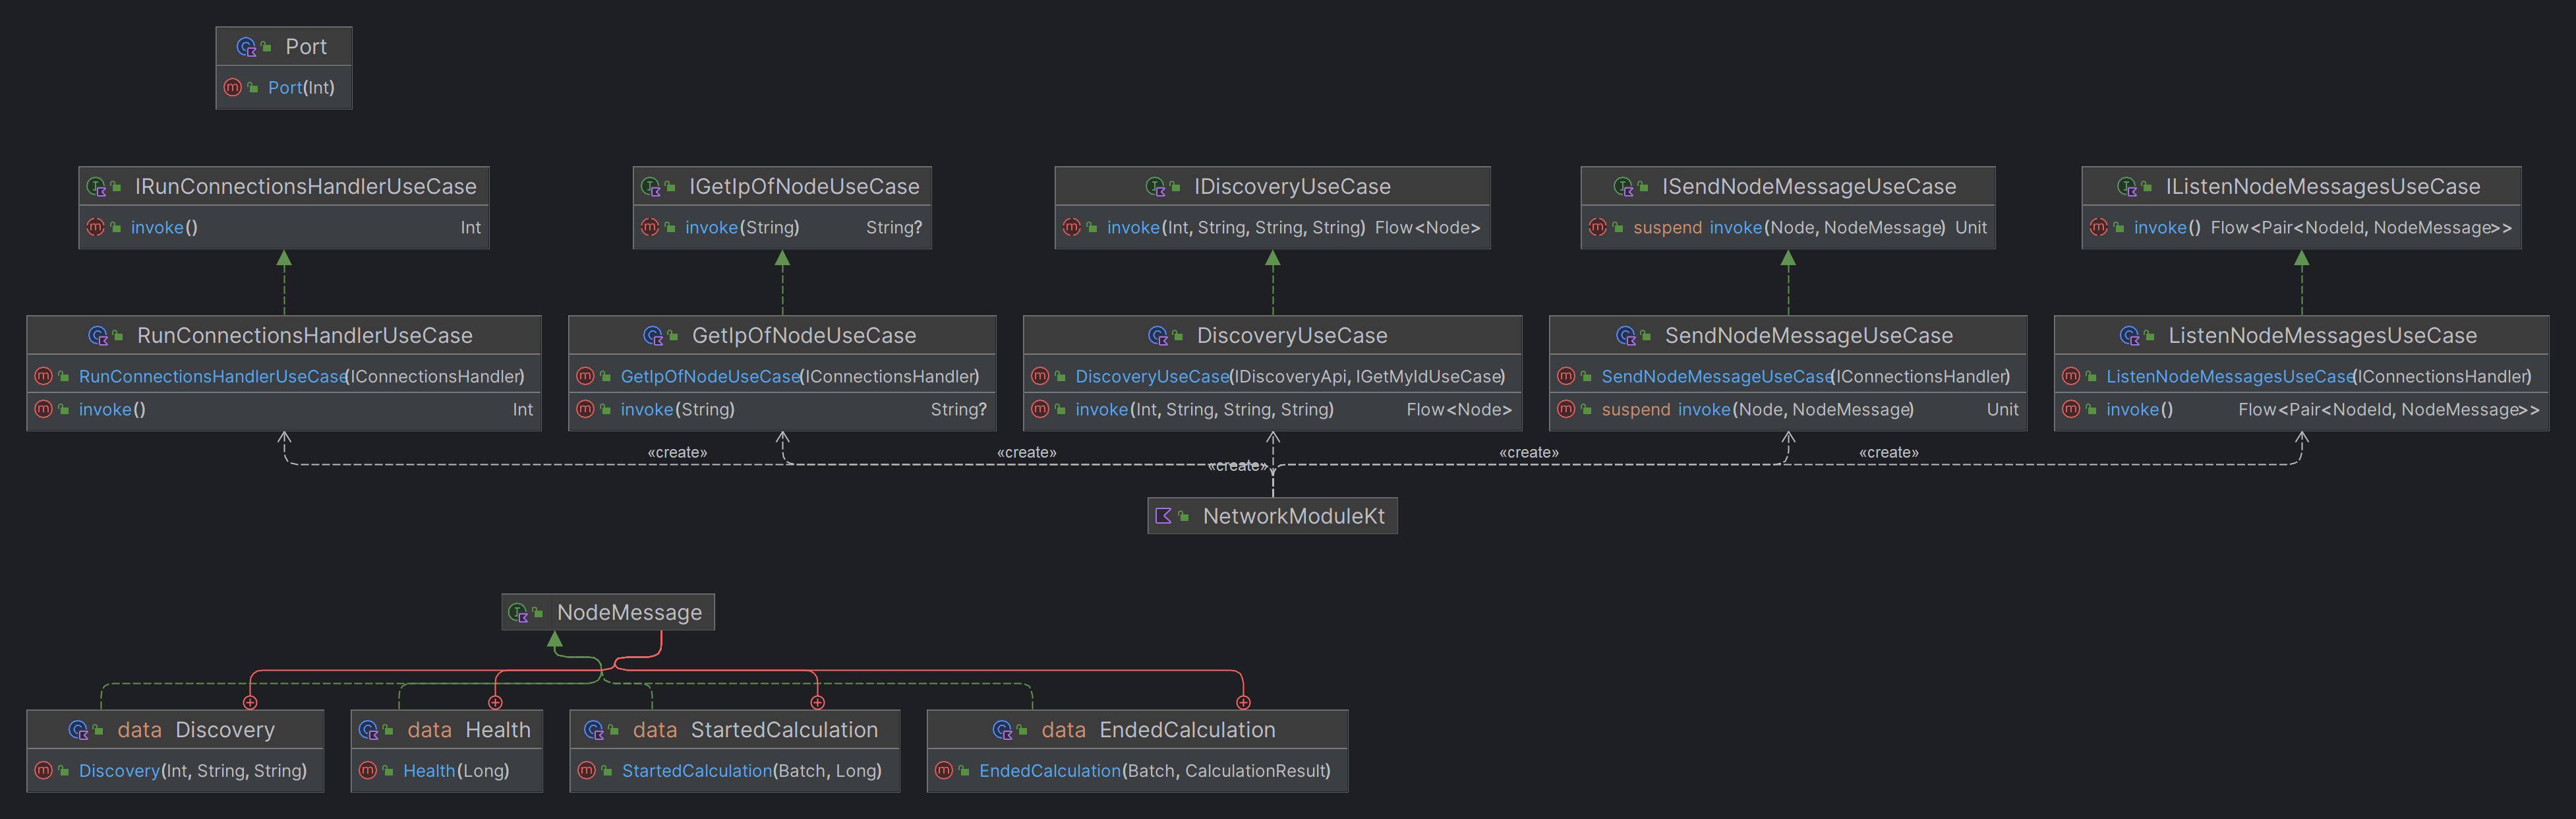 Port
Port(Int)
IRunConnectionsHandlerUseCase
invoke() Int
IGetIpOfNodeUseCase
invoke(String) String?
IDiscoveryUseCase
invoke(Int, String, String, String) Flow<Node>
ISendNodeMessageUseCase
suspend invoke(Node, NodeMessage) Unit
IListenNodeMessagesUseCase
invoke() Flow<Pair<NodeId, NodeMessage>>
RunConnectionsHandlerUseCase
RunConnectionsHandlerUseCase(IConnectionsHandler)
invoke() Int
GetIpOfNodeUseCase
GetIpOfNodeUseCase(IConnectionsHandler)
invoke(String) String?
DiscoveryUseCase
DiscoveryUseCase(IDiscoveryApi, IGetMyIdUseCase)
invoke(Int, String, String, String) Flow<Node>
SendNodeMessageUseCase
SendNodeMessageUseCase(IConnectionsHandler)
suspend invoke(Node, NodeMessage) Unit
ListenNodeMessagesUseCase
ListenNodeMessagesUseCase(IConnectionsHandler)
invoke() Flow<Pair<NodeId, NodeMessage>>
«create»
«create»
«create»
«create»
«create»
NetworkModuleKt
NodeMessage
data Discovery
Discovery(Int, String, String)
data Health
Health(Long)
data StartedCalculation
StartedCalculation(Batch, Long)
data EndedCalculation
EndedCalculation(Batch, CalculationResult)